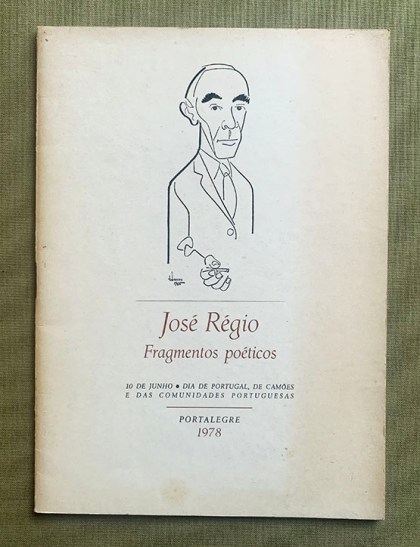 José Régio
Fragmentos poéticos
10 DE JUNHO • DIA DE PORTUGAL, DE CAMÕES
E DAS COMUNIDADES PORTUGUESAS
PORTALEGRE
1978